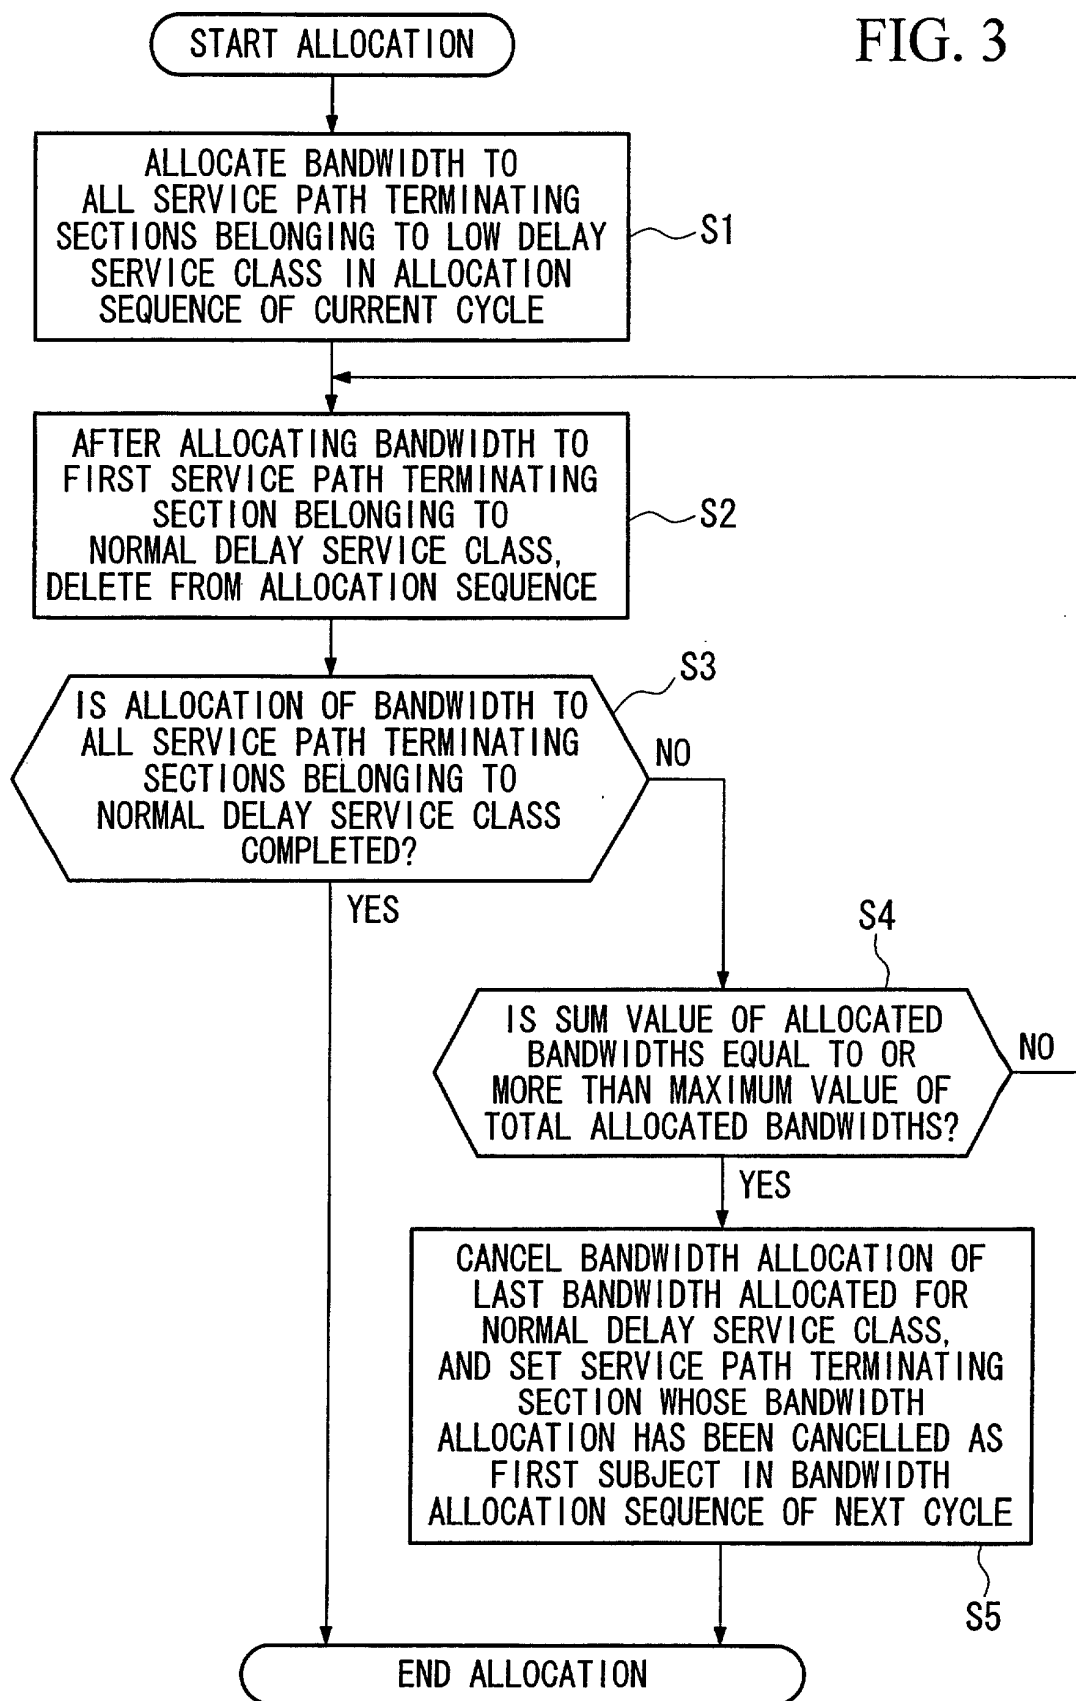 FIG. 3
START ALLOCATION
ALLOCATE BANDWIDTH TO
ALL SERVICE PATH TERMINATING
SECTIONS BELONGING TO LOW DELAY
SERVICE CLASS IN ALLOCATION
SEQUENCE OF CURRENT CYCLE
S1
AFTER ALLOCATING BANDWIDTH TO
FIRST SERVICE PATH TERMINATING
SECTION BELONGING TO
NORMAL DELAY SERVICE CLASS,
DELETE FROM ALLOCATION SEQUENCE
S2
IS ALLOCATION OF BANDWIDTH TO
ALL SERVICE PATH TERMINATING
SECTIONS BELONGING TO
NORMAL DELAY SERVICE CLASS
COMPLETED?
S3
NO
YES
S4
IS SUM VALUE OF ALLOCATED
BANDWIDTHS EQUAL TO OR
MORE THAN MAXIMUM VALUE OF
TOTAL ALLOCATED BANDWIDTHS?
NO
YES
CANCEL BANDWIDTH ALLOCATION OF
LAST BANDWIDTH ALLOCATED FOR
NORMAL DELAY SERVICE CLASS,
AND SET SERVICE PATH TERMINATING
SECTION WHOSE BANDWIDTH
ALLOCATION HAS BEEN CANCELLED AS
FIRST SUBJECT IN BANDWIDTH
ALLOCATION SEQUENCE OF NEXT CYCLE
S5
END ALLOCATION